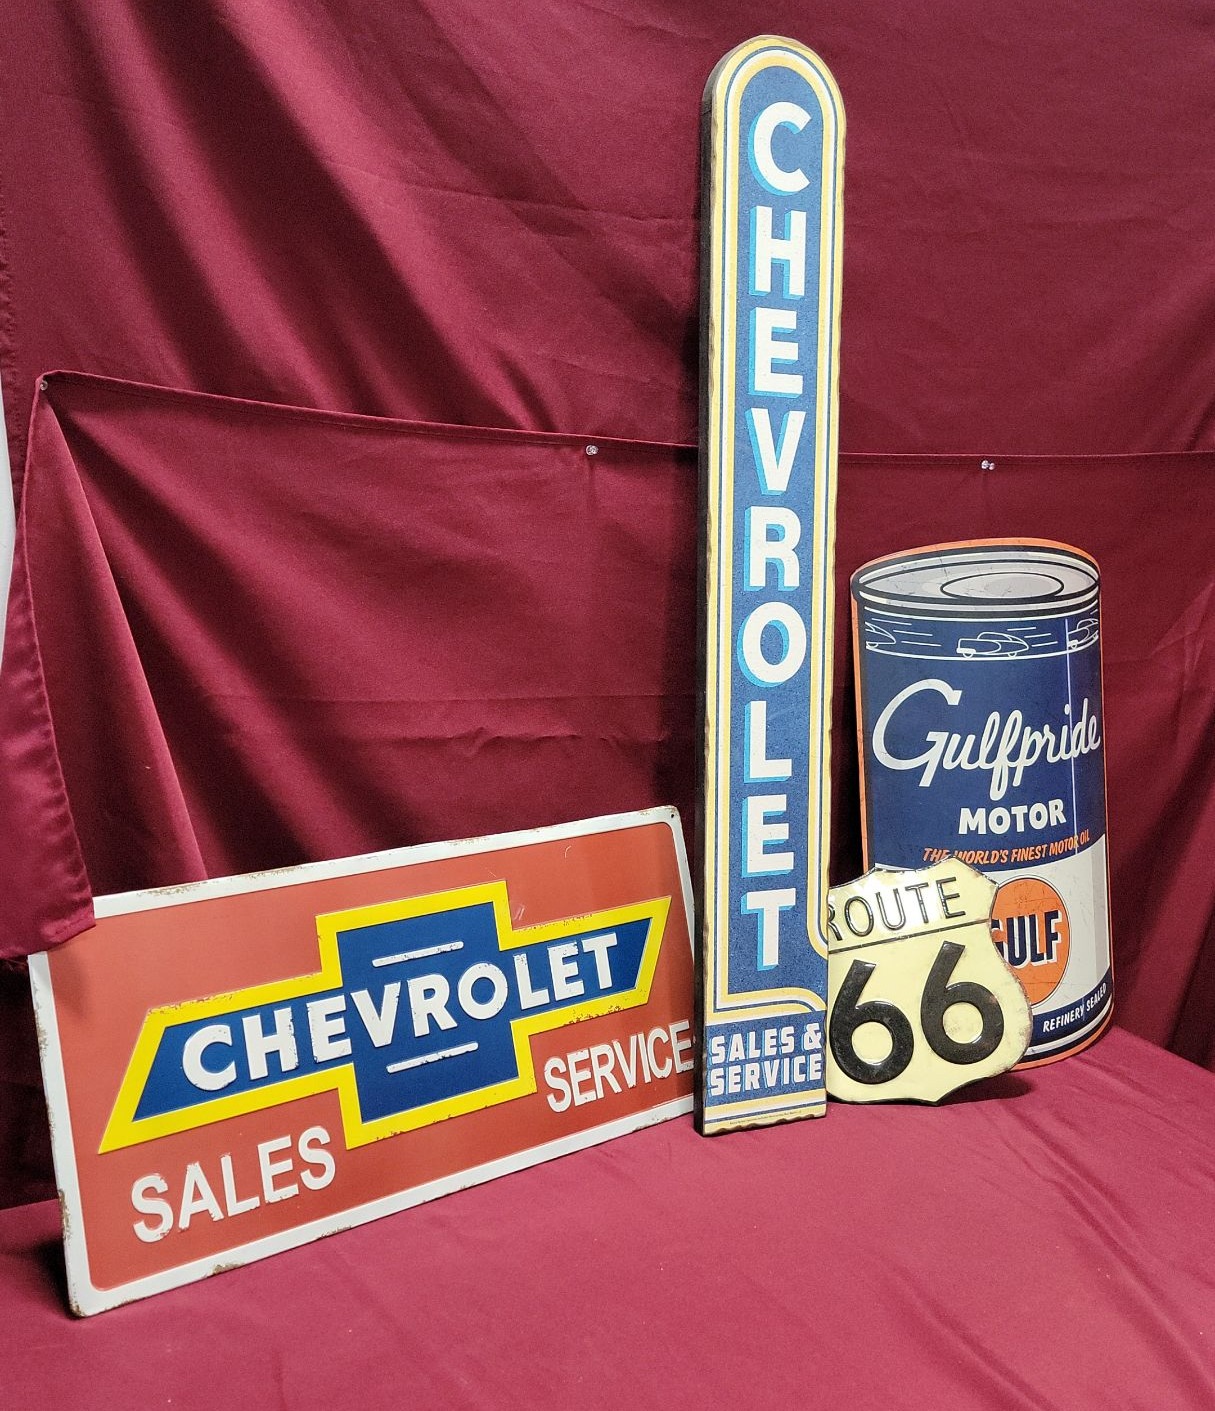 CHEVROLET
SALES
SERVICE
CHEVROLET
SALES &
SERVICE
ROUTE
66
Gulfpride
MOTOR
THE WORLD'S FINEST MOTOR OIL
GULF
REFINERY SEALED